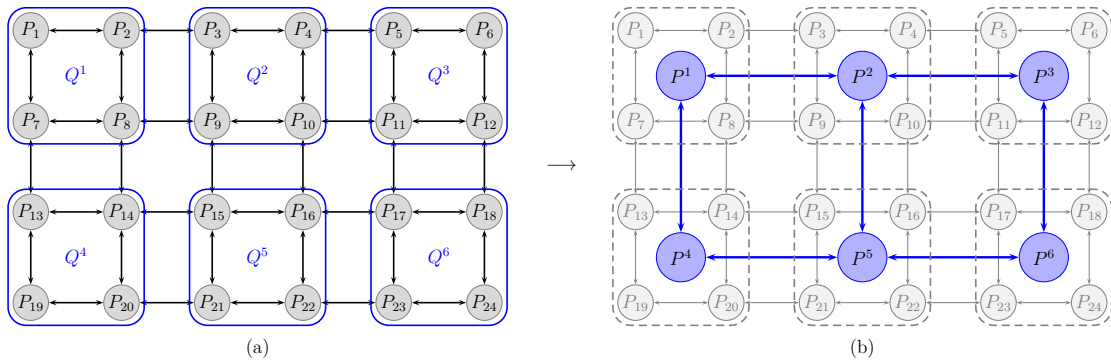 P₁ P₂ P₃ P₄ P₅ P₆
Q¹ Q² Q³
P₇ P₈ P₉ P₁₀ P₁₁ P₁₂
P₁₃ P₁₄ P₁₅ P₁₆ P₁₇ P₁₈
Q⁴ Q⁵ Q⁶
P₁₉ P₂₀ P₂₁ P₂₂ P₂₃ P₂₄
(a)
→
P₁ P₂ P₃ P₄ P₅ P₆
P¹ P² P³
P₇ P₈ P₉ P₁₀ P₁₁ P₁₂
P₁₃ P₁₄ P₁₅ P₁₆ P₁₇ P₁₈
P⁴ P⁵ P⁶
P₁₉ P₂₀ P₂₁ P₂₂ P₂₃ P₂₄
(b)